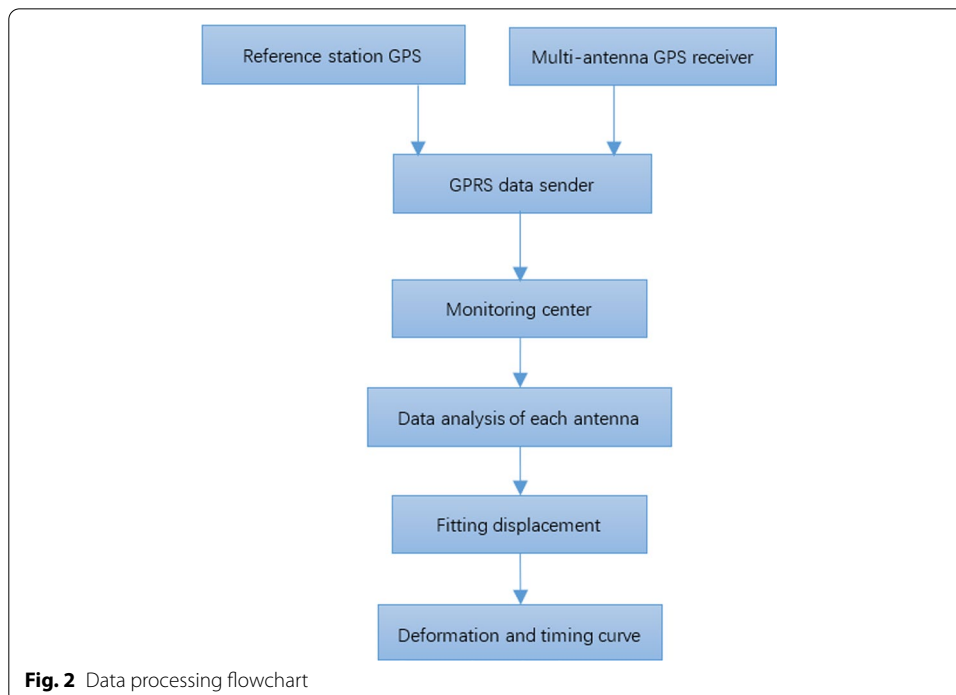 Reference station GPS
Multi-antenna GPS receiver
GPRS data sender
Monitoring center
Data analysis of each antenna
Fitting displacement
Deformation and timing curve
Fig. 2 Data processing flowchart